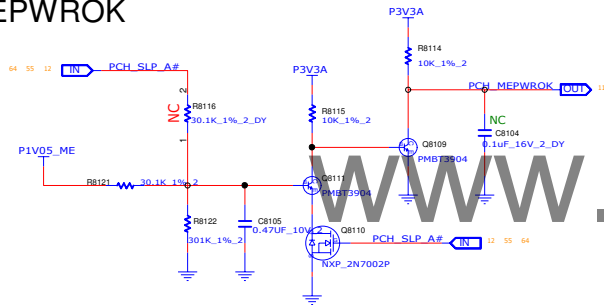 MEPWROK
P3V3A
64 55 12 IN PCH_SLP_A#
R8114
10K_1%_2
P3V3A
PCH_MEPWROK OUT
2
NC
R8116
30.1K_1%_2_DY
1
R8115
10K_1%_2
NC
C8104
0.1uF_16V_2_DY
Q8109
PMBT3904
P1V05_ME
R8121 30.1K_1%_2
Q8111
PMBT3904
www.
R8122
301K_1%_2
C8105
0.47UF_10V_2
Q8110
NXP_2N7002P
PCH_SLP_A# IN 12 55 64